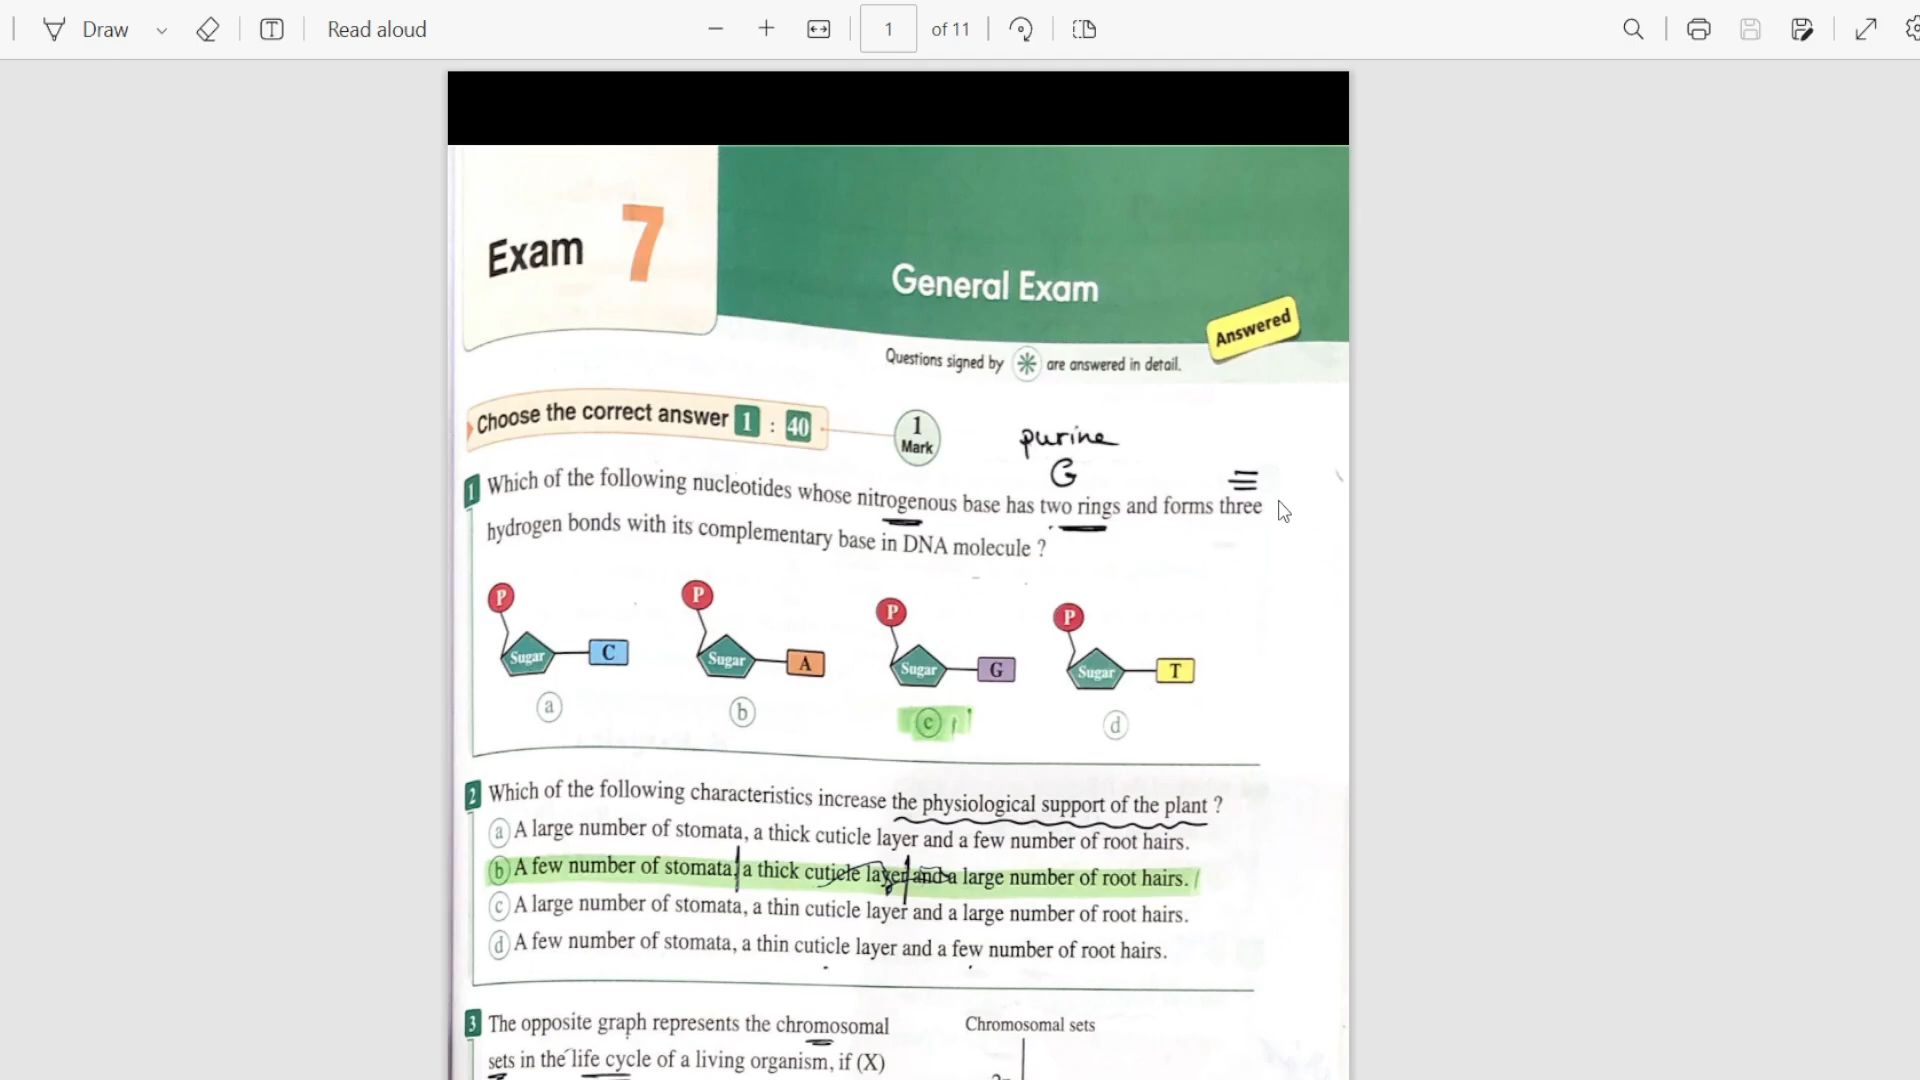 Draw
Read aloud
1 of 11
Exam 7
General Exam
Answered
Questions signed by ✳ are answered in detail.
Choose the correct answer 1 : 40
1 Mark
purine
G
1 Which of the following nucleotides whose nitrogenous base has two rings and forms three
hydrogen bonds with its complementary base in DNA molecule ?
P Sugar C
P Sugar A
P Sugar G
P Sugar T
a b c d
2 Which of the following characteristics increase the physiological support of the plant ?
a A large number of stomata, a thick cuticle layer and a few number of root hairs.
b A few number of stomata, a thick cuticle layer and a large number of root hairs.
c A large number of stomata, a thin cuticle layer and a large number of root hairs.
d A few number of stomata, a thin cuticle layer and a few number of root hairs.
3 The opposite graph represents the chromosomal
sets in the life cycle of a living organism, if (X)
Chromosomal sets